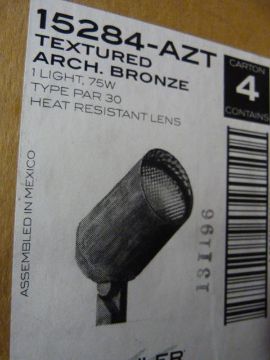 15284-AZT
TEXTURED
ARCH. BRONZE
1 LIGHT, 75W
TYPE PAR 30
HEAT RESISTANT LENS
CARTON
4
CONTAINS
ASSEMBLED IN MEXICO
131196